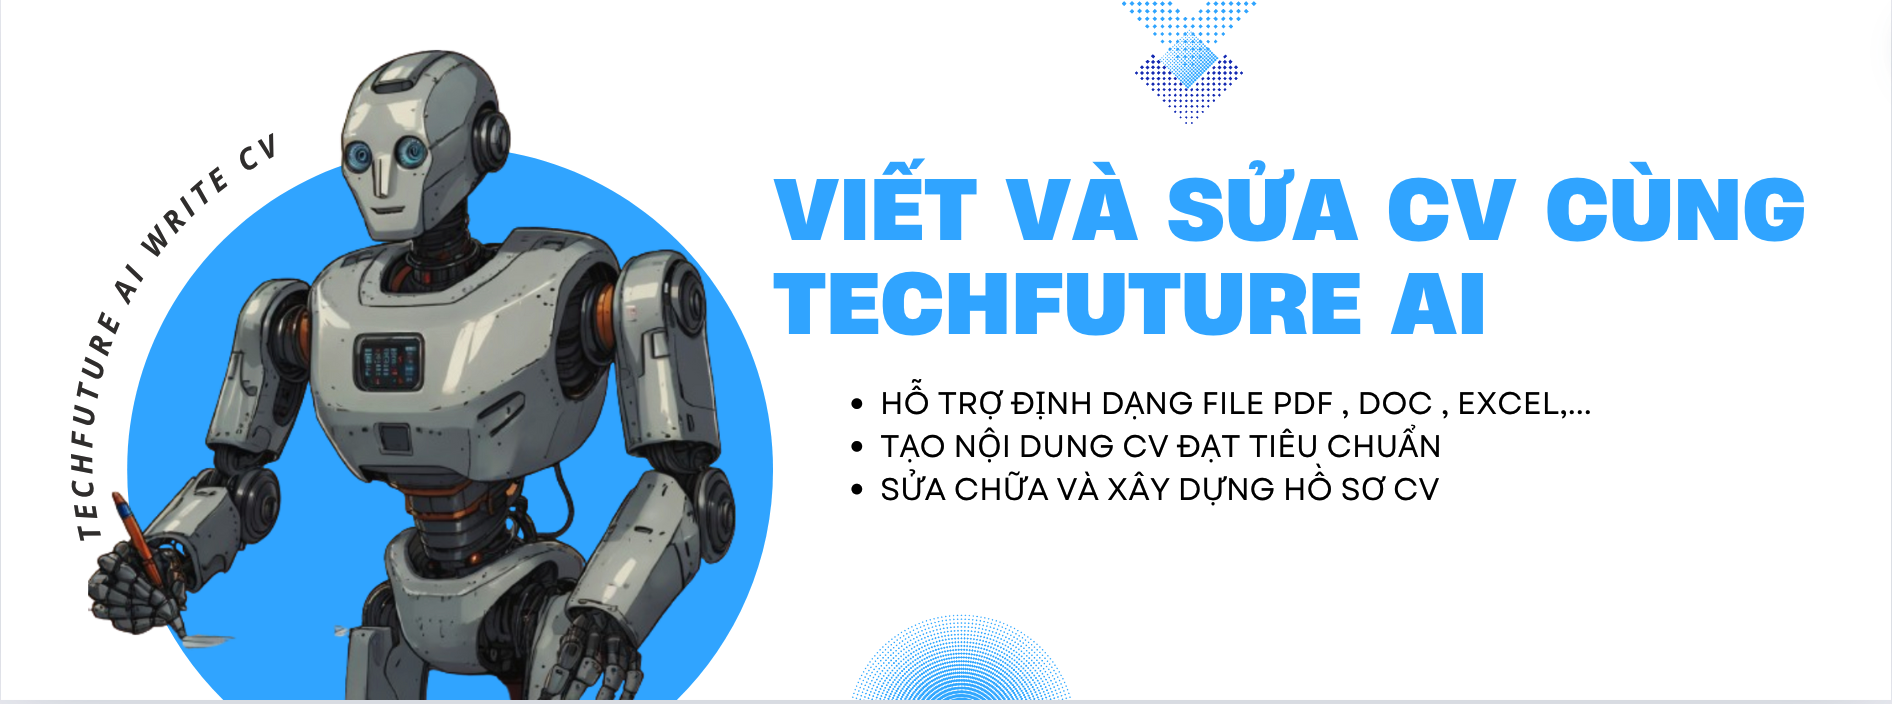 TECHFUTURE AI WRITE CV
VIẾT VÀ SỬA CV CÙNG
TECHFUTURE AI
• HỖ TRỢ ĐỊNH DẠNG FILE PDF , DOC , EXCEL,...
• TẠO NỘI DUNG CV ĐẠT TIÊU CHUẨN
• SỬA CHỮA VÀ XÂY DỰNG HỒ SƠ CV